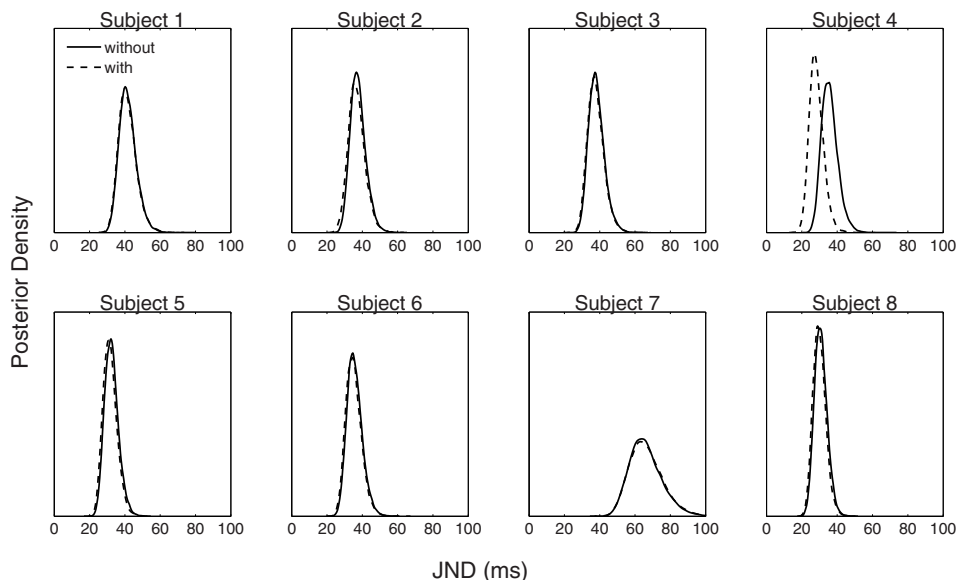 Subject 1
Subject 2
Subject 3
Subject 4
without
with
0 20 40 60 80 100
0 20 40 60 80 100
0 20 40 60 80 100
0 20 40 60 80 100
Posterior Density
Subject 5
Subject 6
Subject 7
Subject 8
0 20 40 60 80 100
0 20 40 60 80 100
0 20 40 60 80 100
0 20 40 60 80 100
JND (ms)